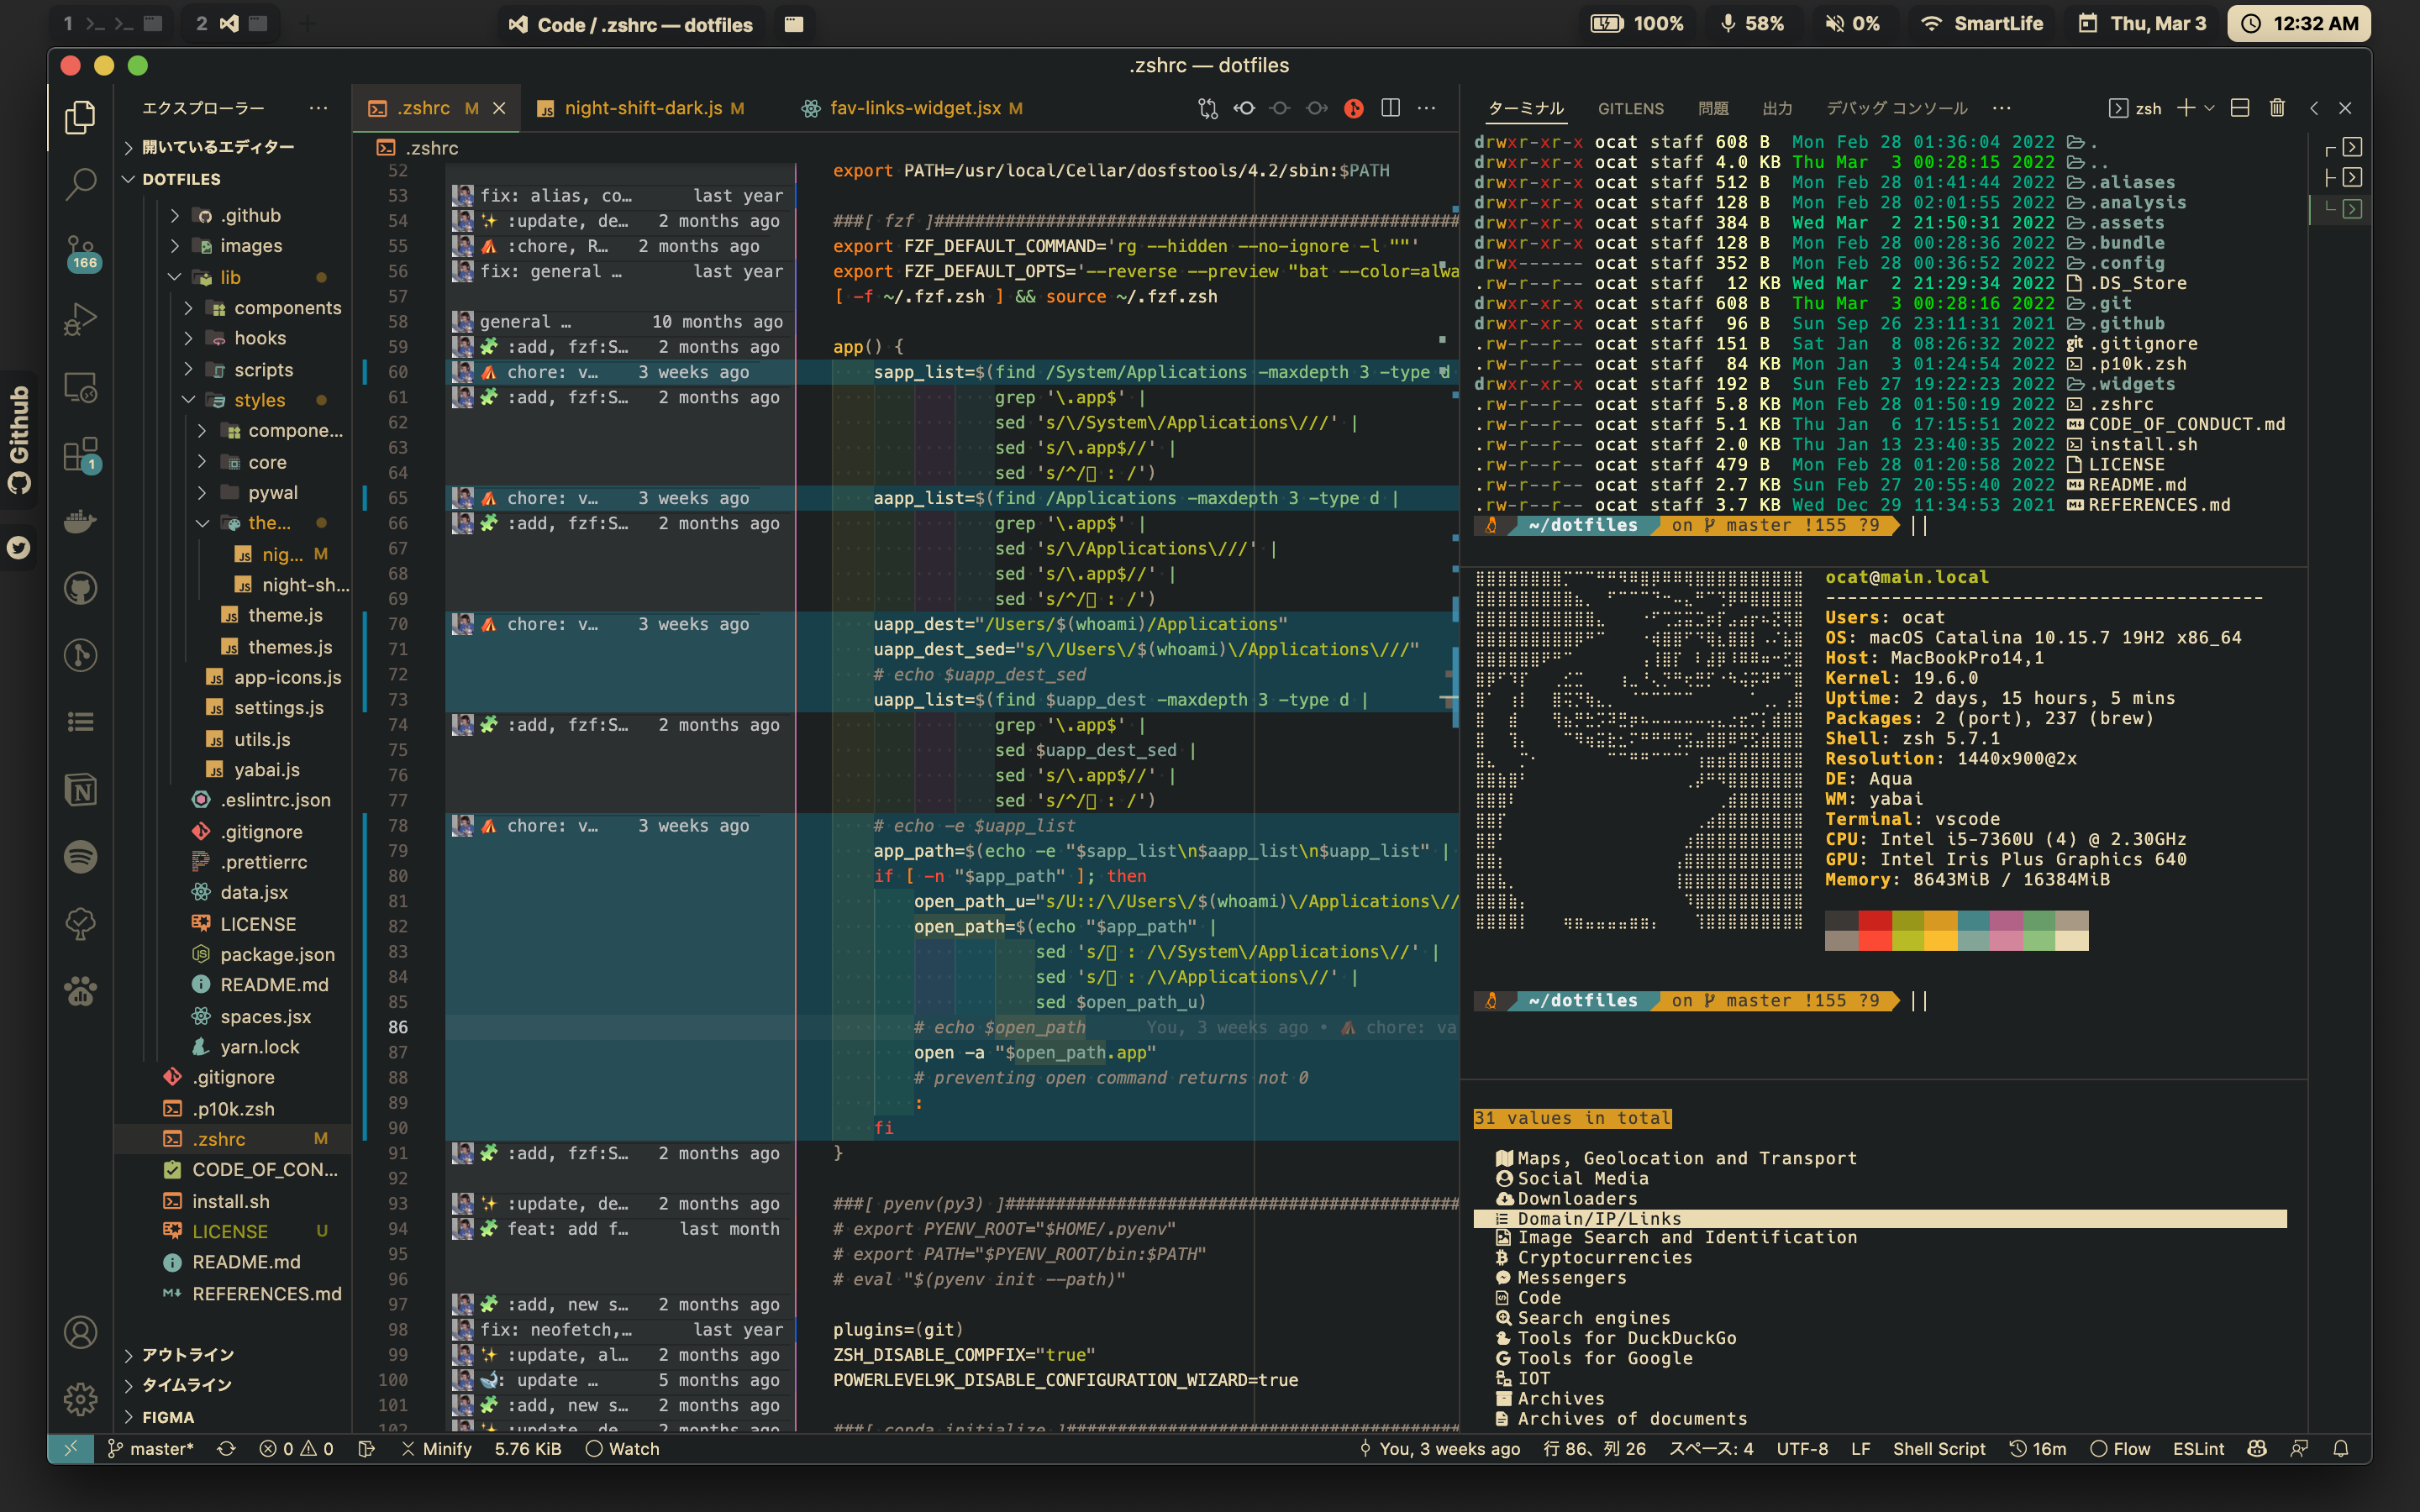 1
2
Code / .zshrc — dotfiles
100%
58%
0%
SmartLife
Thu, Mar 3
12:32 AM
Github
.zshrc — dotfiles
エクスプローラー
開いているエディター
DOTFILES
.github
images
lib
components
hooks
scripts
styles
compone...
core
pywal
the...
nig... M
night-sh...
theme.js
themes.js
app-icons.js
settings.js
utils.js
yabai.js
.eslintrc.json
.gitignore
.prettierrc
data.jsx
LICENSE
package.json
README.md
spaces.jsx
yarn.lock
.gitignore
.p10k.zsh
.zshrc M
CODE_OF_CON...
install.sh
LICENSE U
README.md
REFERENCES.md
アウトライン
タイムライン
FIGMA
166
1
.zshrc M
night-shift-dark.js M
fav-links-widget.jsx M
.zshrc
52 export PATH=/usr/local/Cellar/dosfstools/4.2/sbin:$PATH
53 fix: alias, co… last year
54 :update, de… 2 months ago ###[ fzf ]####################################################
55 :chore, R… 2 months ago export FZF_DEFAULT_COMMAND='rg --hidden --no-ignore -l ""'
56 fix: general … last year export FZF_DEFAULT_OPTS='--reverse --preview "bat --color=alwa
57 [ -f ~/.fzf.zsh ] && source ~/.fzf.zsh
58 general … 10 months ago
59 :add, fzf:S… 2 months ago app() {
60 chore: v… 3 weeks ago sapp_list=$(find /System/Applications -maxdepth 3 -type d
61 :add, fzf:S… 2 months ago grep '\.app$' |
62 sed 's/\/System\/Applications\///' |
63 sed 's/\.app$//' |
64 sed 's/^/ : /')
65 chore: v… 3 weeks ago aapp_list=$(find /Applications -maxdepth 3 -type d |
66 :add, fzf:S… 2 months ago grep '\.app$' |
67 sed 's/\/Applications\///' |
68 sed 's/\.app$//' |
69 sed 's/^/ : /')
70 chore: v… 3 weeks ago uapp_dest="/Users/$(whoami)/Applications"
71 uapp_dest_sed="s/\/Users\/$(whoami)\/Applications\///"
72 # echo $uapp_dest_sed
73 uapp_list=$(find $uapp_dest -maxdepth 3 -type d |
74 :add, fzf:S… 2 months ago grep '\.app$' |
75 sed $uapp_dest_sed |
76 sed 's/\.app$//' |
77 sed 's/^/ : /')
78 chore: v… 3 weeks ago # echo -e $uapp_list
79 app_path=$(echo -e "$sapp_list\n$aapp_list\n$uapp_list" |
80 if [ -n "$app_path" ]; then
81 open_path_u="s/U::/\/Users\/$(whoami)\/Applications\//
82 open_path=$(echo "$app_path" |
83 sed 's/ : /\/System\/Applications\//' |
84 sed 's/ : /\/Applications\//' |
85 sed $open_path_u)
86 # echo $open_path You, 3 weeks ago • chore: va
87 open -a "$open_path.app"
88 # preventing open command returns not 0
89 :
90 fi
91 :add, fzf:S… 2 months ago }
92
93 :update, de… 2 months ago ###[ pyenv(py3) ]#############################################
94 feat: add f… last month # export PYENV_ROOT="$HOME/.pyenv"
95 # export PATH="$PYENV_ROOT/bin:$PATH"
96 # eval "$(pyenv init --path)"
97 :add, new s… 2 months ago
98 fix: neofetch,… last year plugins=(git)
99 :update, al… 2 months ago ZSH_DISABLE_COMPFIX="true"
100 : update … 5 months ago POWERLEVEL9K_DISABLE_CONFIGURATION_WIZARD=true
101 :add, new s… 2 months ago
102 :update, de… 2 months ago ###[ conda initialize ]#######################################
ターミナル GITLENS 問題 出力 デバッグ コンソール ··· zsh
drwxr-xr-x ocat staff 608 B Mon Feb 28 01:36:04 2022 .
drwxr-xr-x ocat staff 4.0 KB Thu Mar 3 00:28:15 2022 ..
drwxr-xr-x ocat staff 512 B Mon Feb 28 01:41:44 2022 .aliases
drwxr-xr-x ocat staff 128 B Mon Feb 28 02:01:55 2022 .analysis
drwxr-xr-x ocat staff 384 B Wed Mar 2 21:50:31 2022 .assets
drwxr-xr-x ocat staff 128 B Mon Feb 28 00:28:36 2022 .bundle
drwx------ ocat staff 352 B Mon Feb 28 00:36:52 2022 .config
.rw-r--r-- ocat staff 12 KB Wed Mar 2 21:29:34 2022 .DS_Store
drwxr-xr-x ocat staff 608 B Thu Mar 3 00:28:16 2022 .git
drwxr-xr-x ocat staff 96 B Sun Sep 26 23:11:31 2021 .github
.rw-r--r-- ocat staff 151 B Sat Jan 8 08:26:32 2022 git .gitignore
.rw-r--r-- ocat staff 84 KB Mon Jan 3 01:24:54 2022 .p10k.zsh
drwxr-xr-x ocat staff 192 B Sun Feb 27 19:22:23 2022 .widgets
.rw-r--r-- ocat staff 5.8 KB Mon Feb 28 01:50:19 2022 .zshrc
.rw-r--r-- ocat staff 5.1 KB Thu Jan 6 17:15:51 2022 CODE_OF_CONDUCT.md
.rw-r--r-- ocat staff 2.0 KB Thu Jan 13 23:40:35 2022 install.sh
.rw-r--r-- ocat staff 479 B Mon Feb 28 01:20:58 2022 LICENSE
.rw-r--r-- ocat staff 2.7 KB Sun Feb 27 20:55:40 2022 README.md
.rw-r--r-- ocat staff 3.7 KB Wed Dec 29 11:34:53 2021 REFERENCES.md
~/dotfiles on master !155 ?9
ocat@main.local
---------------------------------------
Users: ocat
OS: macOS Catalina 10.15.7 19H2 x86_64
Host: MacBookPro14,1
Kernel: 19.6.0
Uptime: 2 days, 15 hours, 5 mins
Packages: 2 (port), 237 (brew)
Shell: zsh 5.7.1
Resolution: 1440x900@2x
DE: Aqua
WM: yabai
Terminal: vscode
CPU: Intel i5-7360U (4) @ 2.30GHz
GPU: Intel Iris Plus Graphics 640
Memory: 8643MiB / 16384MiB
~/dotfiles on master !155 ?9
31 values in total
Maps, Geolocation and Transport
Social Media
Downloaders
Domain/IP/Links
Image Search and Identification
Cryptocurrencies
Messengers
Code
Search engines
Tools for DuckDuckGo
Tools for Google
IOT
Archives
Archives of documents
master* 0 0 Minify 5.76 KiB Watch You, 3 weeks ago 行 86、列 26 スペース: 4 UTF-8 LF Shell Script 16m Flow ESLint